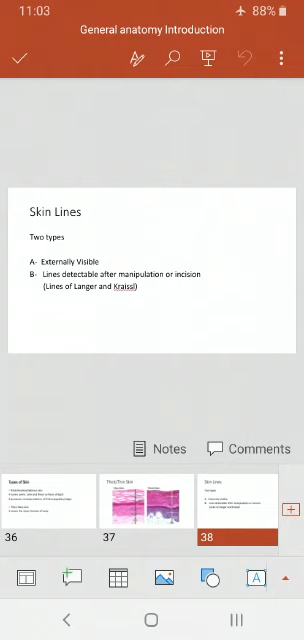 11:03
88%
General anatomy Introduction
Skin Lines
Two types
A- Externally Visible
B- Lines detectable after manipulation or incision
(Lines of Langer and Kraissl)
Notes
Comments
Types of Skin
Thick/Thin Skin
Skin Lines
36
37
38